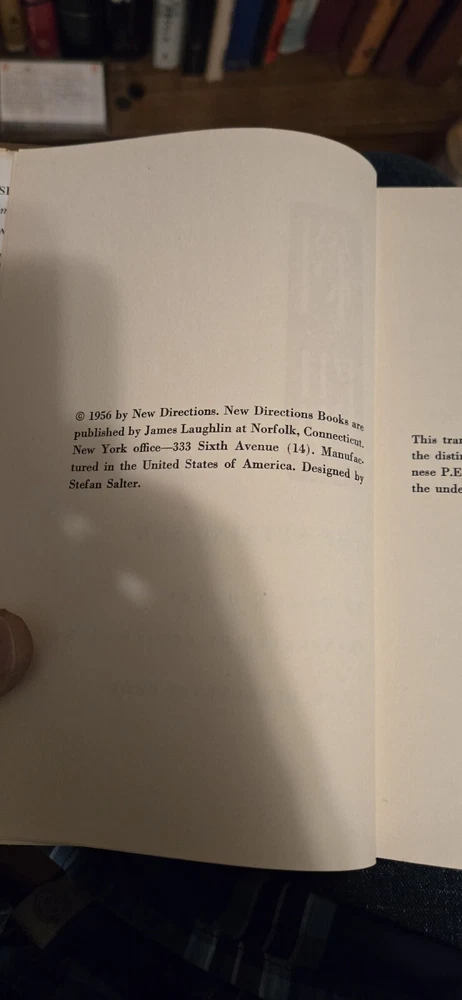 © 1956 by New Directions. New Directions Books are
published by James Laughlin at Norfolk, Connecticut.
New York office—333 Sixth Avenue (14). Manufac-
tured in the United States of America. Designed by
Stefan Salter.
This tran
the distin
nese P.E.
the unde